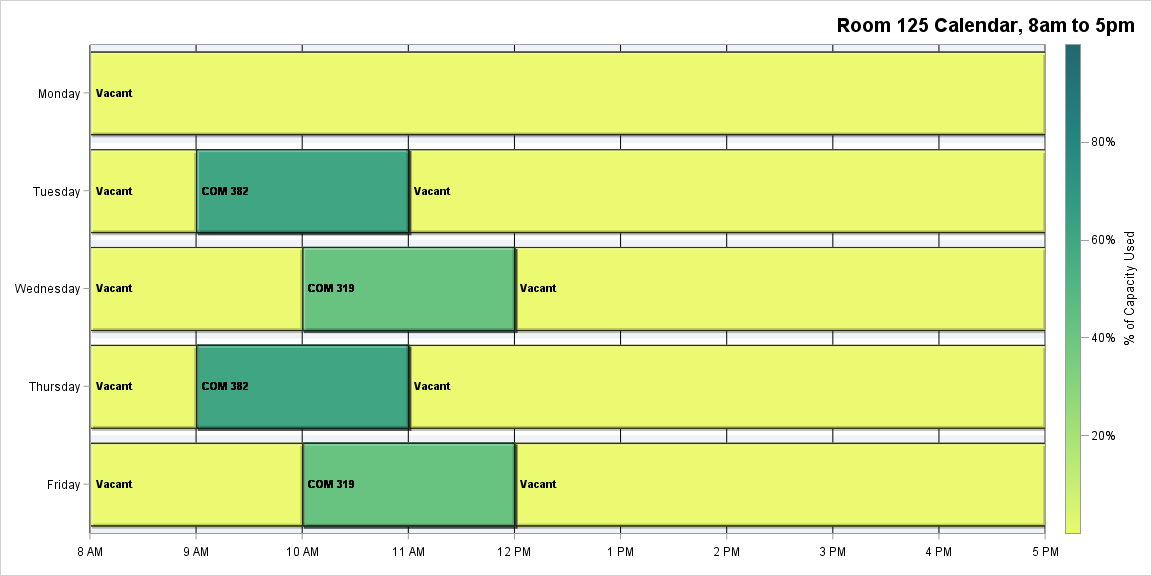 Room 125 Calendar, 8am to 5pm
Monday
Vacant
Tuesday
Vacant
COM 382
Vacant
Wednesday
Vacant
COM 319
Vacant
Thursday
Vacant
COM 382
Vacant
Friday
Vacant
COM 319
Vacant
8 AM
9 AM
10 AM
11 AM
12 PM
1 PM
2 PM
3 PM
4 PM
5 PM
80%
60%
40%
20%
% of Capacity Used